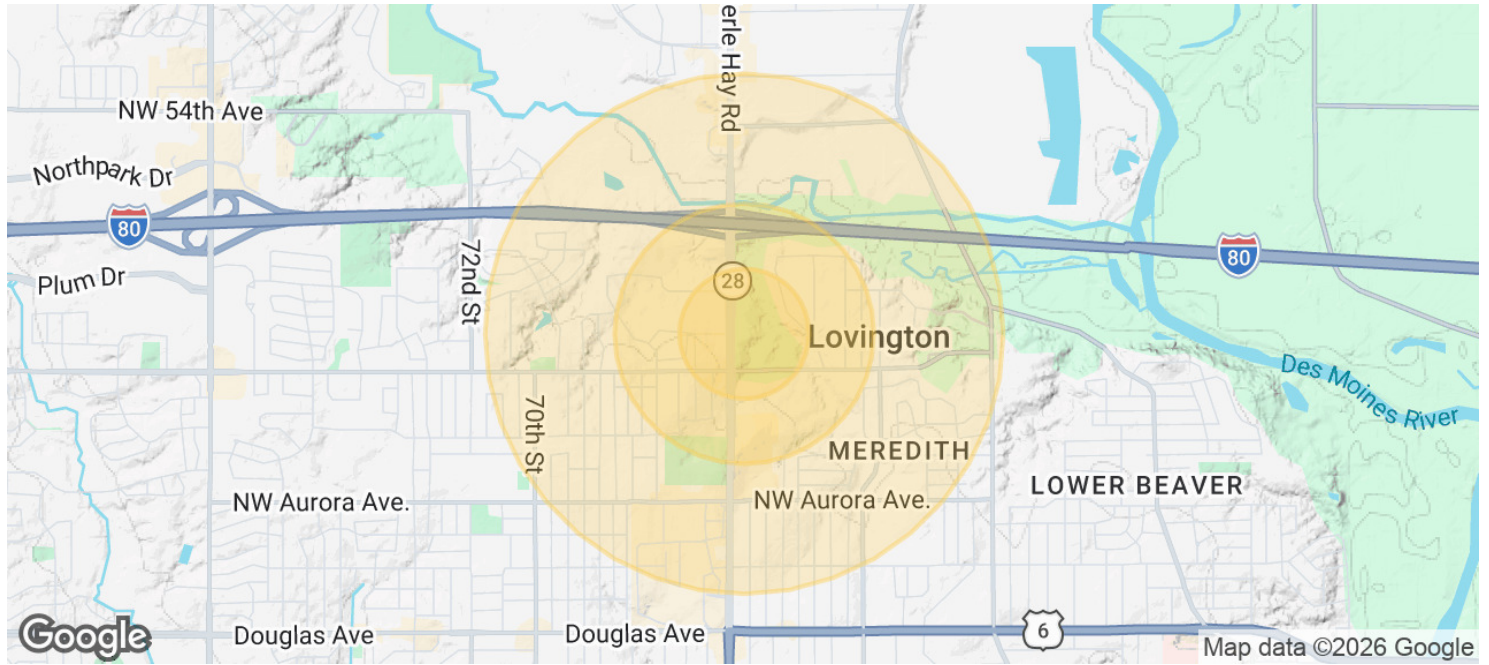 erle Hay Rd
NW 54th Ave
Northpark Dr
80
72nd St
80
Plum Dr
28
Lovington
Des Moines River
70th St
MEREDITH
LOWER BEAVER
NW Aurora Ave.
NW Aurora Ave.
Google
Douglas Ave
Douglas Ave
6
Map data ©2026 Google